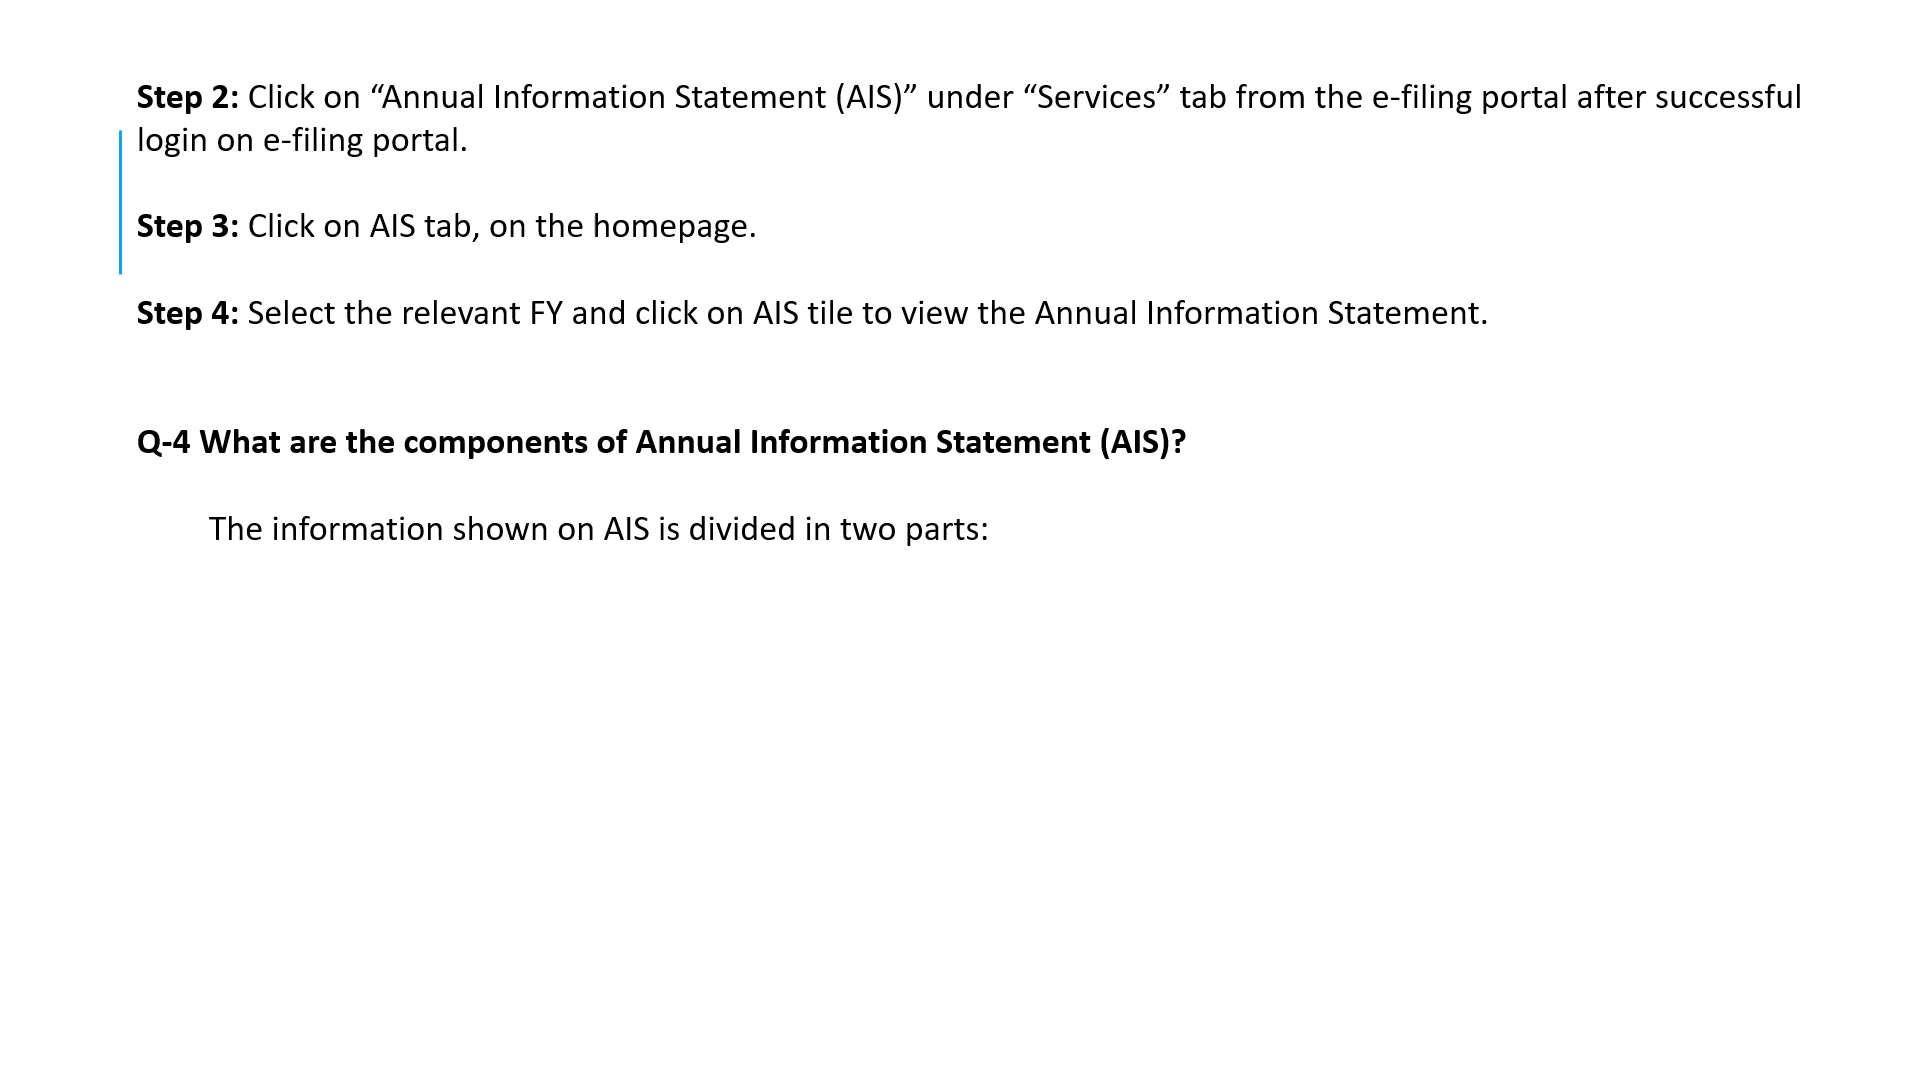 Step 2: Click on “Annual Information Statement (AIS)” under “Services” tab from the e-filing portal after successful
login on e-filing portal.
Step 3: Click on AIS tab, on the homepage.
Step 4: Select the relevant FY and click on AIS tile to view the Annual Information Statement.
Q-4 What are the components of Annual Information Statement (AIS)?
The information shown on AIS is divided in two parts: